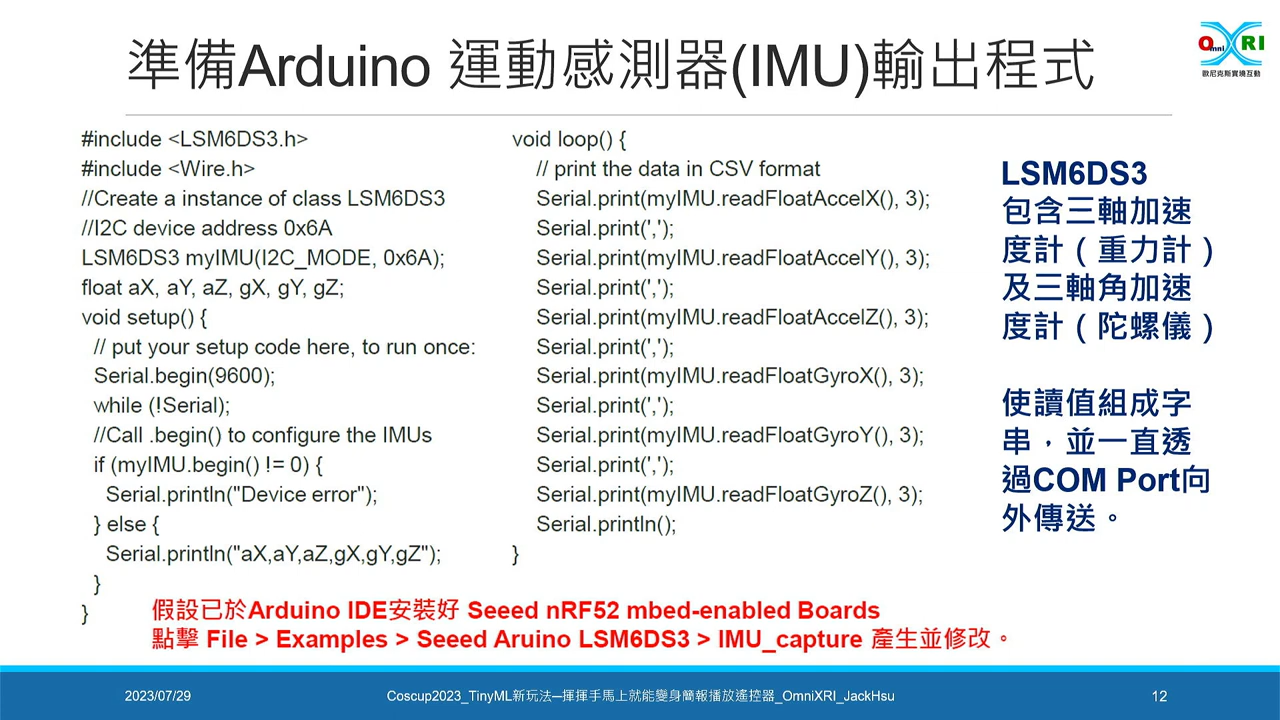 準備Arduino 運動感測器(IMU)輸出程式
OmniXRI
歐尼克斯實境互動
#include <LSM6DS3.h>
#include <Wire.h>
//Create a instance of class LSM6DS3
//I2C device address 0x6A
LSM6DS3 myIMU(I2C_MODE, 0x6A);
float aX, aY, aZ, gX, gY, gZ;
void setup() {
// put your setup code here, to run once:
Serial.begin(9600);
while (!Serial);
//Call .begin() to configure the IMUs
if (myIMU.begin() != 0) {
Serial.println("Device error");
} else {
Serial.println("aX,aY,aZ,gX,gY,gZ");
}
}
void loop() {
// print the data in CSV format
Serial.print(myIMU.readFloatAccelX(), 3);
Serial.print(',');
Serial.print(myIMU.readFloatAccelY(), 3);
Serial.print(',');
Serial.print(myIMU.readFloatAccelZ(), 3);
Serial.print(',');
Serial.print(myIMU.readFloatGyroX(), 3);
Serial.print(',');
Serial.print(myIMU.readFloatGyroY(), 3);
Serial.print(',');
Serial.print(myIMU.readFloatGyroZ(), 3);
Serial.println();
}
LSM6DS3
包含三軸加速
度計（重力計）
及三軸角加速
度計（陀螺儀）
使讀值組成字
串，並一直透
過COM Port向
外傳送。
假設已於Arduino IDE安裝好 Seeed nRF52 mbed-enabled Boards
點擊 File > Examples > Seeed Aruino LSM6DS3 > IMU_capture 產生並修改。
2023/07/29
Coscup2023_TinyML新玩法─揮揮手馬上就能變身簡報播放遙控器_OmniXRI_JackHsu
12